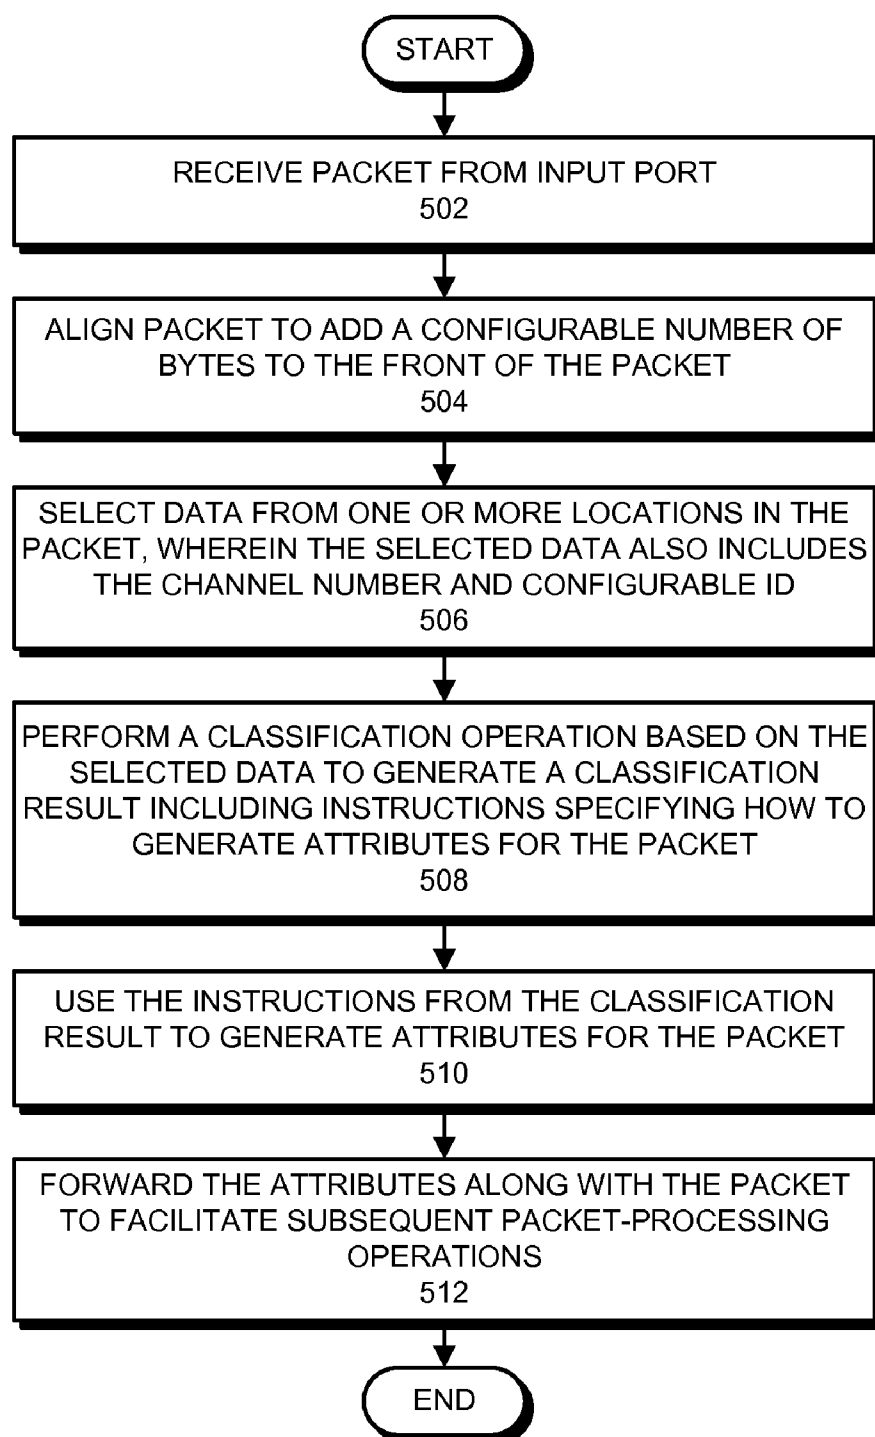 START
RECEIVE PACKET FROM INPUT PORT
502
ALIGN PACKET TO ADD A CONFIGURABLE NUMBER OF
BYTES TO THE FRONT OF THE PACKET
504
SELECT DATA FROM ONE OR MORE LOCATIONS IN THE
PACKET, WHEREIN THE SELECTED DATA ALSO INCLUDES
THE CHANNEL NUMBER AND CONFIGURABLE ID
506
PERFORM A CLASSIFICATION OPERATION BASED ON THE
SELECTED DATA TO GENERATE A CLASSIFICATION
RESULT INCLUDING INSTRUCTIONS SPECIFYING HOW TO
GENERATE ATTRIBUTES FOR THE PACKET
508
USE THE INSTRUCTIONS FROM THE CLASSIFICATION
RESULT TO GENERATE ATTRIBUTES FOR THE PACKET
510
FORWARD THE ATTRIBUTES ALONG WITH THE PACKET
TO FACILITATE SUBSEQUENT PACKET-PROCESSING
OPERATIONS
512
END